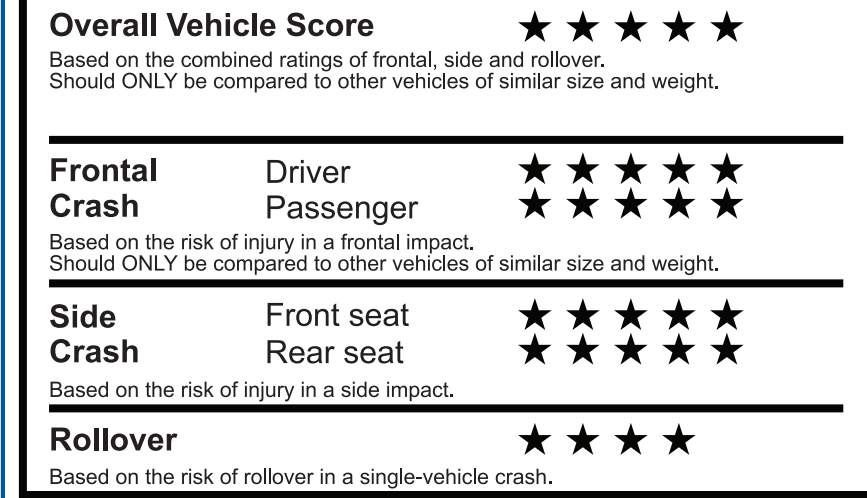 Overall Vehicle Score ★ ★ ★ ★ ★
Based on the combined ratings of frontal, side and rollover.
Should ONLY be compared to other vehicles of similar size and weight.
Frontal Driver ★ ★ ★ ★ ★
Crash Passenger ★ ★ ★ ★ ★
Based on the risk of injury in a frontal impact.
Should ONLY be compared to other vehicles of similar size and weight.
Side Front seat ★ ★ ★ ★ ★
Crash Rear seat ★ ★ ★ ★ ★
Based on the risk of injury in a side impact.
Rollover ★ ★ ★ ★
Based on the risk of rollover in a single-vehicle crash.